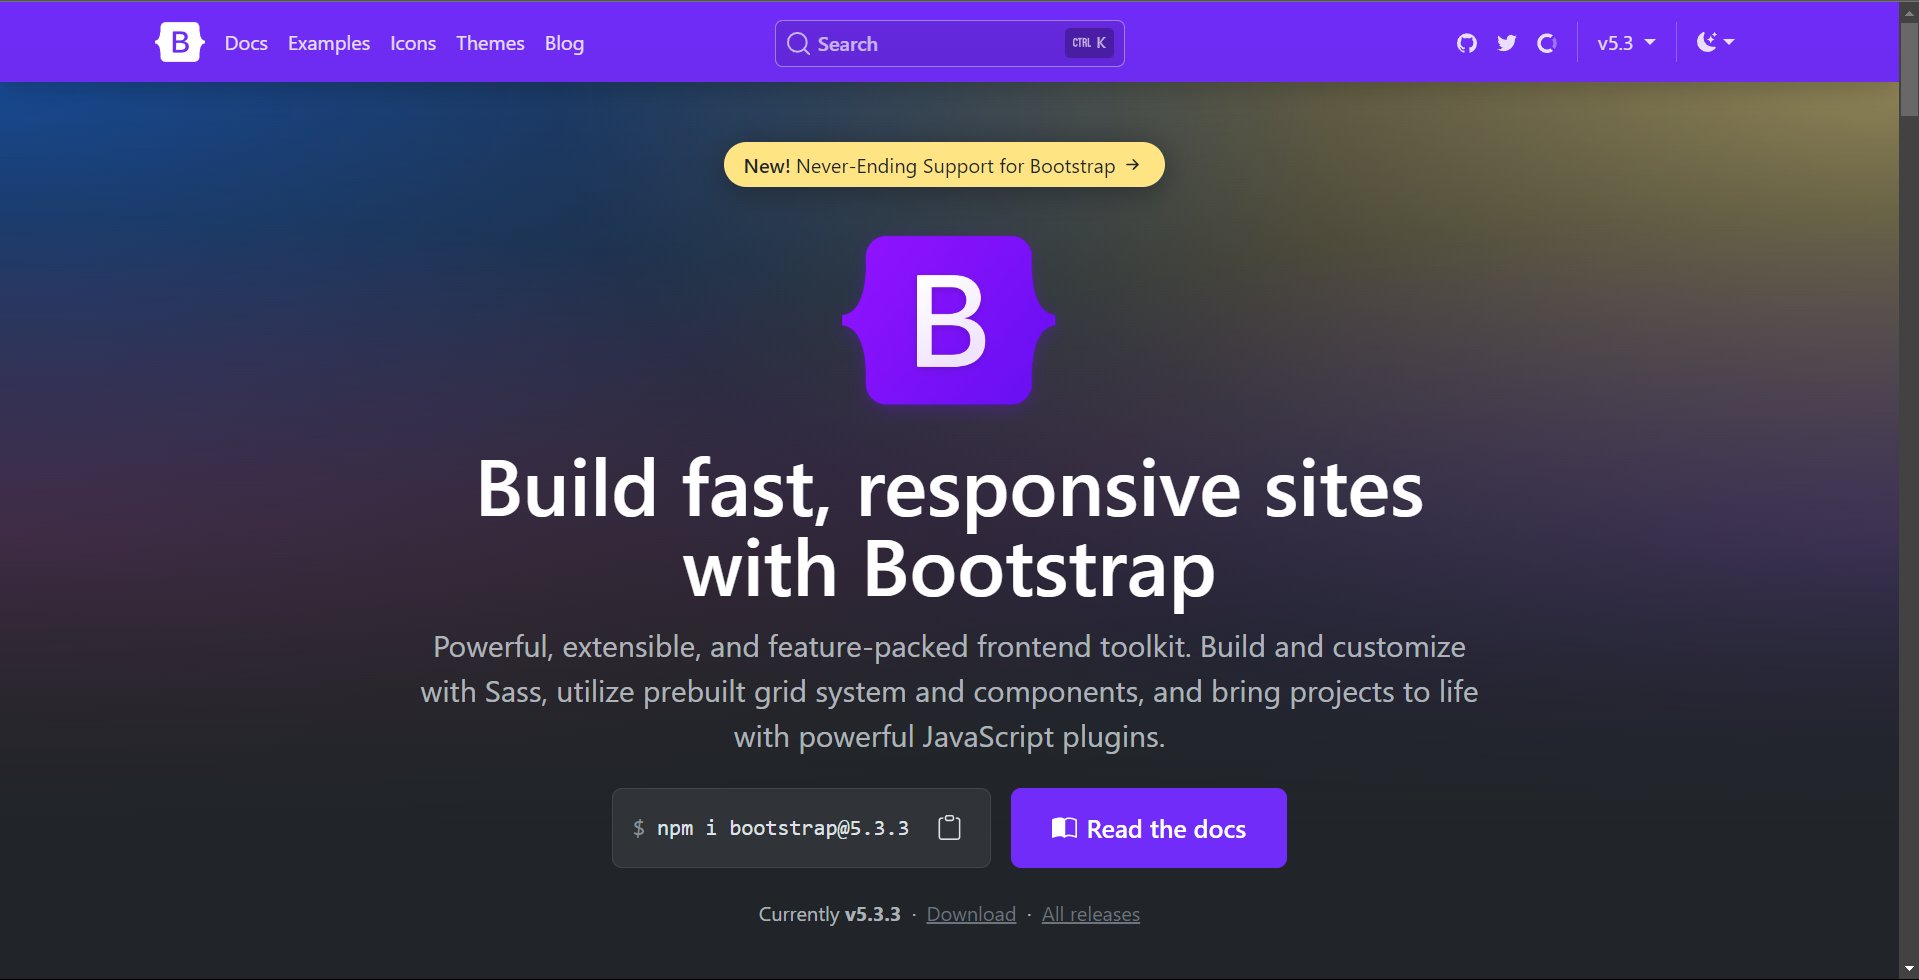 B Docs Examples Icons Themes Blog Search CTRL K v5.3
New! Never-Ending Support for Bootstrap →
B
Build fast, responsive sites
with Bootstrap
Powerful, extensible, and feature-packed frontend toolkit. Build and customize
with Sass, utilize prebuilt grid system and components, and bring projects to life
with powerful JavaScript plugins.
$ npm i bootstrap@5.3.3 Read the docs
Currently v5.3.3 · Download · All releases